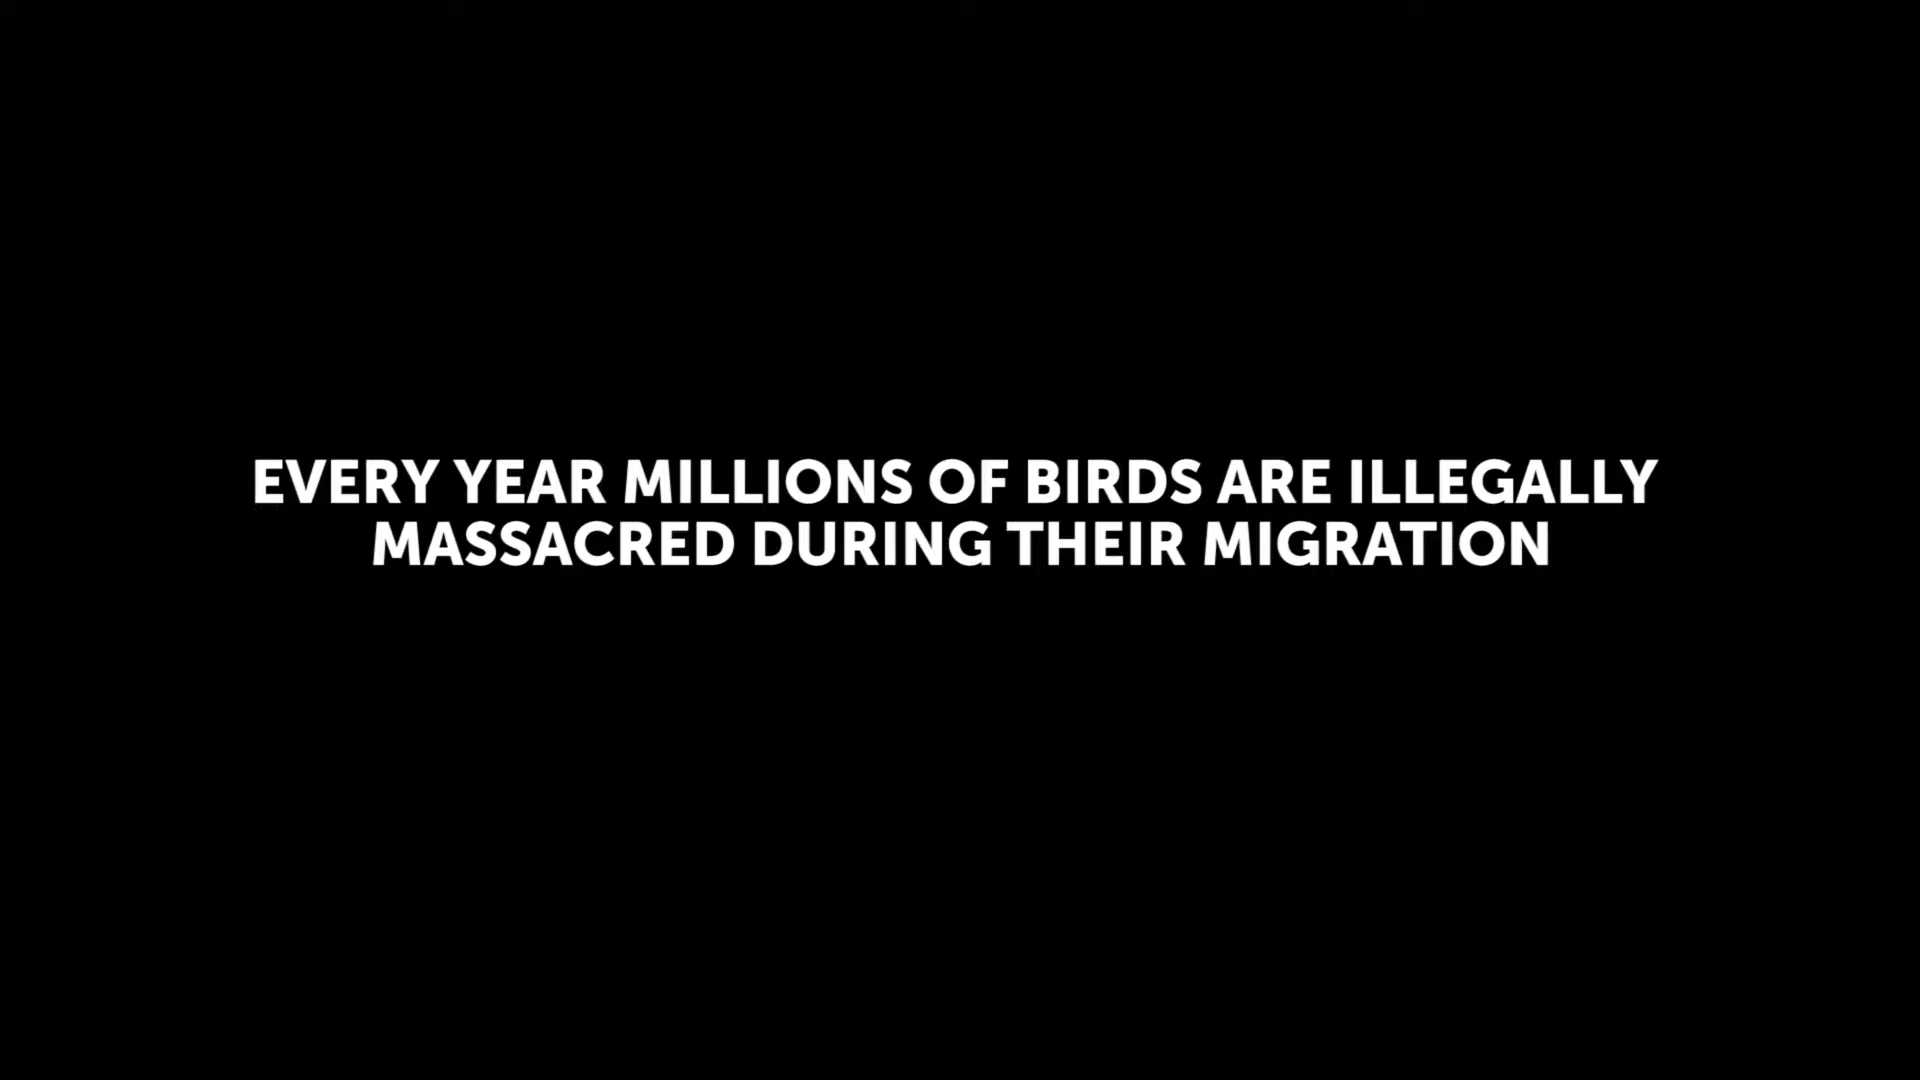 EVERY YEAR MILLIONS OF BIRDS ARE ILLEGALLY
MASSACRED DURING THEIR MIGRATION